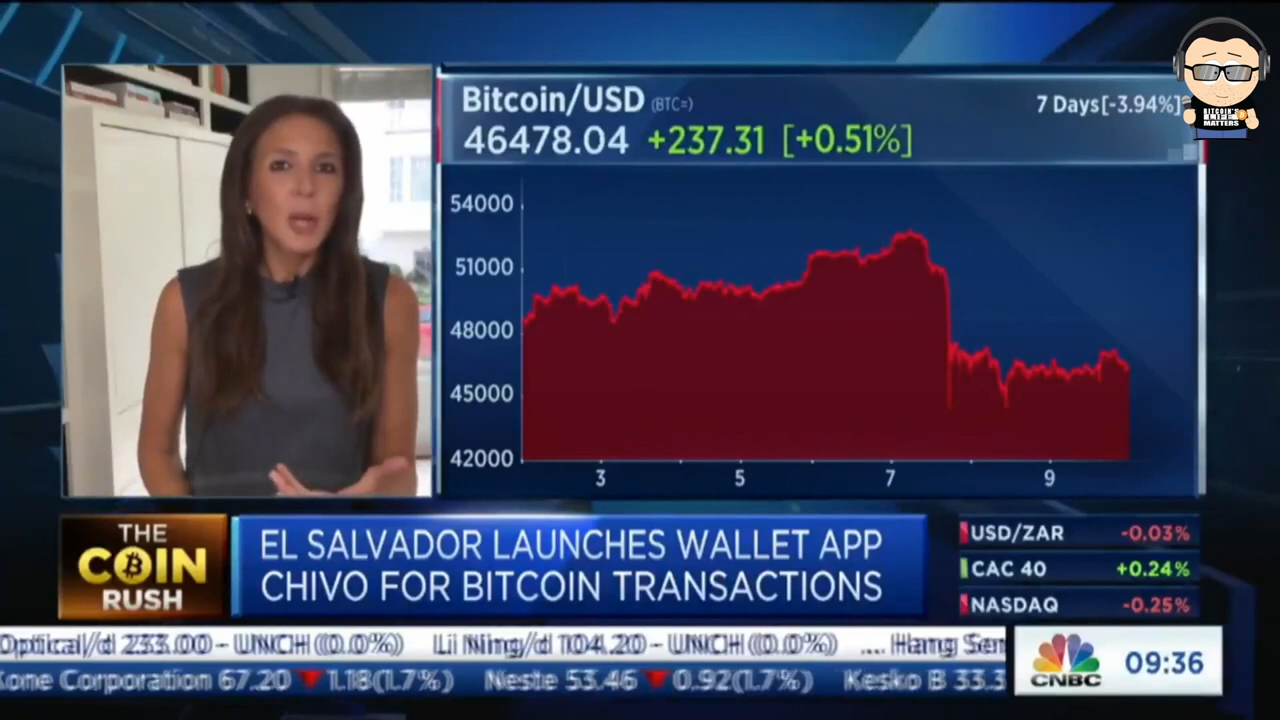 Bitcoin/USD (BTC=)
7 Days[-3.94%]
46478.04 +237.31 [+0.51%]
BITCOIN'S
LIFE
MATTERS
54000
51000
48000
45000
42000
3 5 7 9
THE
COIN
RUSH
EL SALVADOR LAUNCHES WALLET APP
CHIVO FOR BITCOIN TRANSACTIONS
USD/ZAR -0.03%
CAC 40 +0.24%
NASDAQ -0.25%
Optical/d 233.00 - UNCH (0.0%) Li Ning/d 104.20 - UNCH (0.0%) .... Hang Sen
Kone Corporation 67.20 ▼ 1.18(1.7%) Neste 53.46 ▼ 0.92(1.7%) Kesko B 33.3
CNBC
09:36